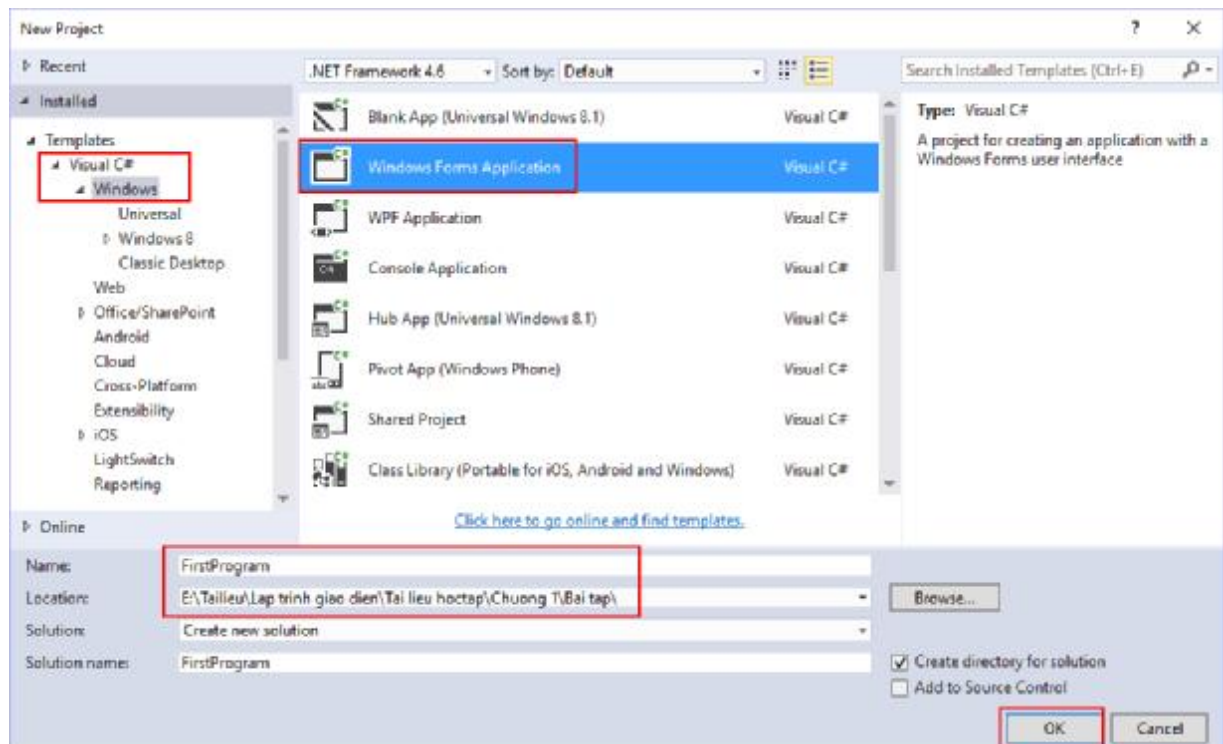 New Project
? ×
Recent
.NET Framework 4.6
Sort by: Default
Search Installed Templates (Ctrl+E)
Installed
Templates
Visual C#
Windows
Universal
Windows 8
Classic Desktop
Web
Office/SharePoint
Android
Cloud
Cross-Platform
Extensibility
iOS
LightSwitch
Reporting
Online
Blank App (Universal Windows 8.1) Visual C#
Windows Forms Application Visual C#
WPF Application Visual C#
Console Application Visual C#
Hub App (Universal Windows 8.1) Visual C#
Pivot App (Windows Phone) Visual C#
Shared Project Visual C#
Class Library (Portable for iOS, Android and Windows) Visual C#
Click here to go online and find templates.
Type: Visual C#
A project for creating an application with a
Windows Forms user interface
Name: FirstProgram
Location: E:\Tailieu\Lap trinh giao dien\Tai lieu hoctap\Chuong 1\Bai tap\
Browse...
Solution: Create new solution
Solution name: FirstProgram
Create directory for solution
Add to Source Control
OK Cancel